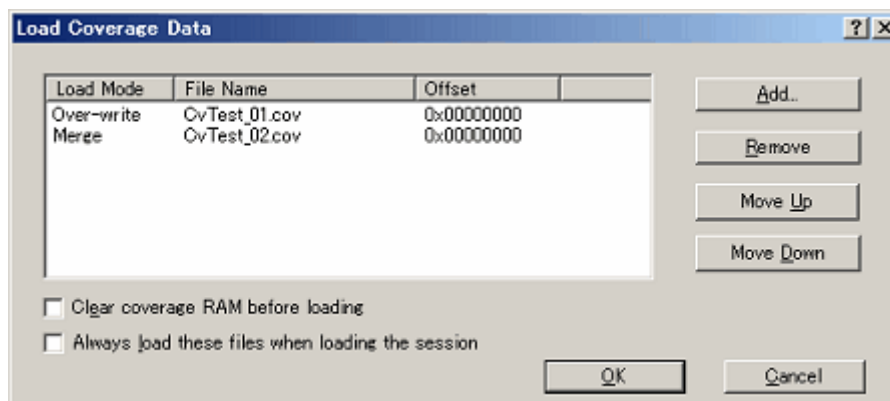 Load Coverage Data
Load Mode File Name Offset
Over-write CvTest_01.cov 0x00000000
Merge CvTest_02.cov 0x00000000
Add...
Remove
Move Up
Move Down
Clear coverage RAM before loading
Always load these files when loading the session
OK Cancel